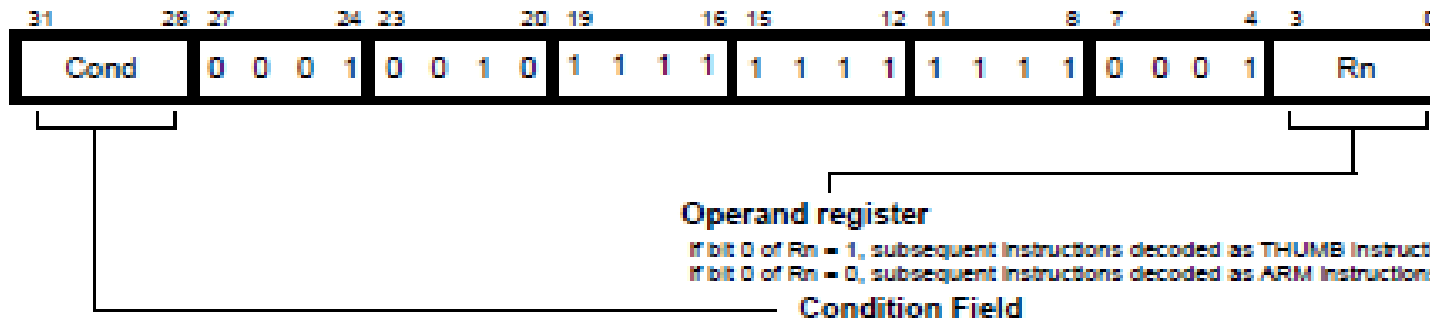 31 28 27 24 23 20 19 16 15 12 11 8 7 4 3 0
Cond 0 0 0 1 0 0 1 0 1 1 1 1 1 1 1 1 1 1 1 1 0 0 0 1 Rn
Operand register
If bit 0 of Rn = 1, subsequent instructions decoded as THUMB instruct
If bit 0 of Rn = 0, subsequent instructions decoded as ARM instructions
Condition Field